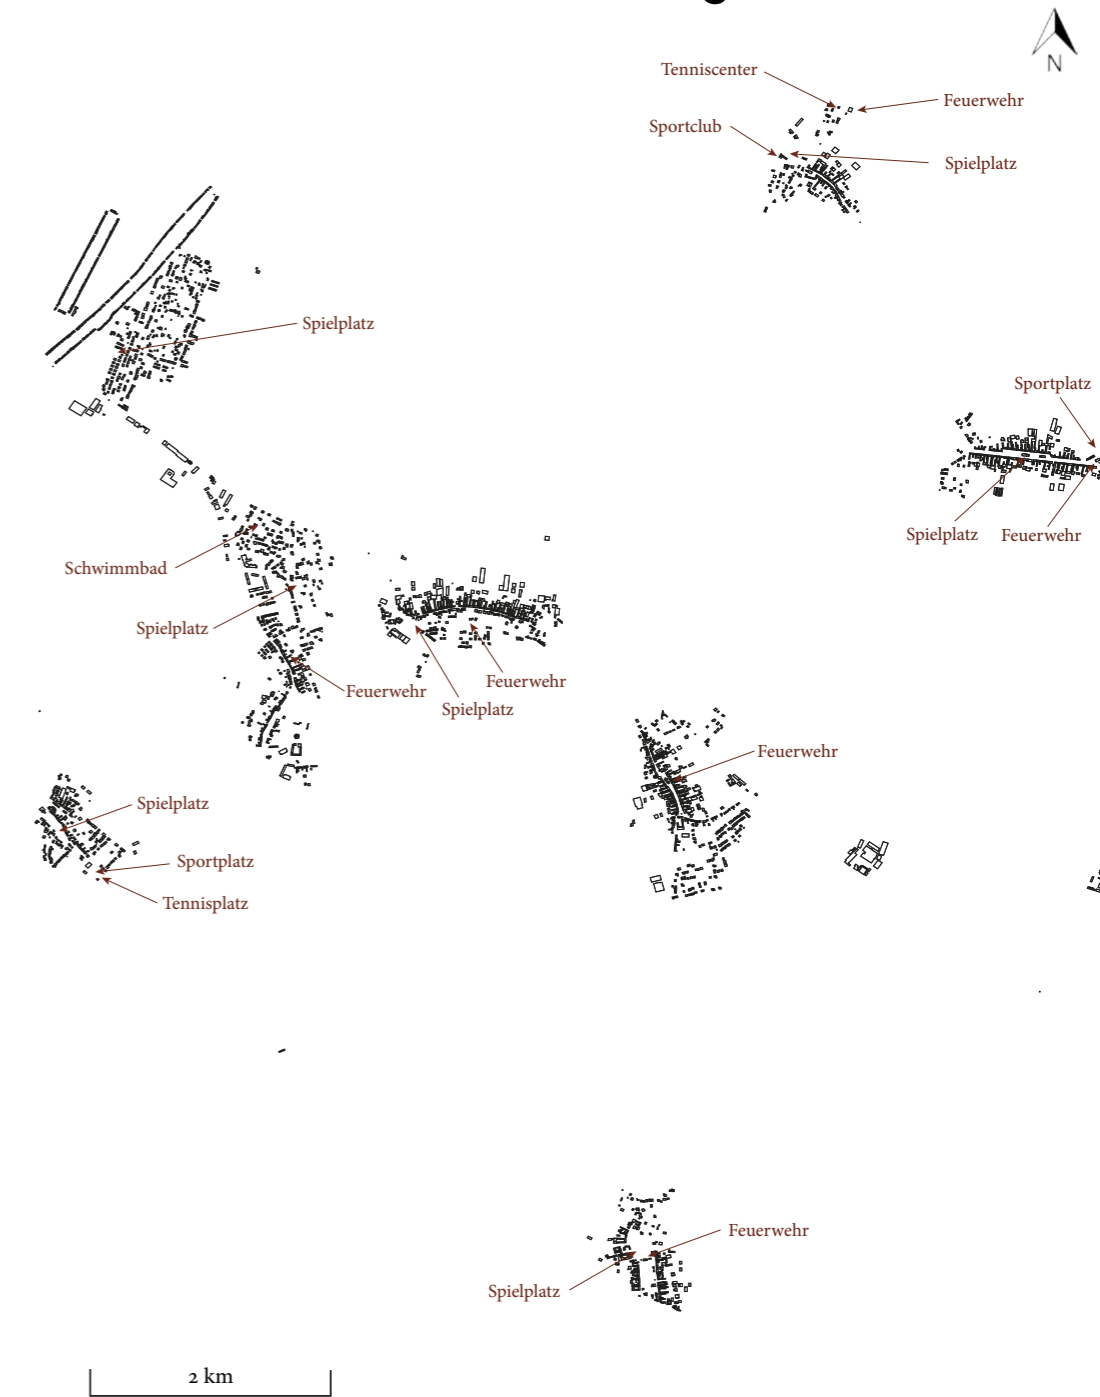 N
Tenniscenter
Feuerwehr
Sportclub
Spielplatz
Spielplatz
Sportplatz
Spielplatz
Feuerwehr
Schwimmbad
Spielplatz
Feuerwehr
Feuerwehr
Spielplatz
Feuerwehr
Spielplatz
Sportplatz
Tennisplatz
Feuerwehr
Spielplatz
2 km